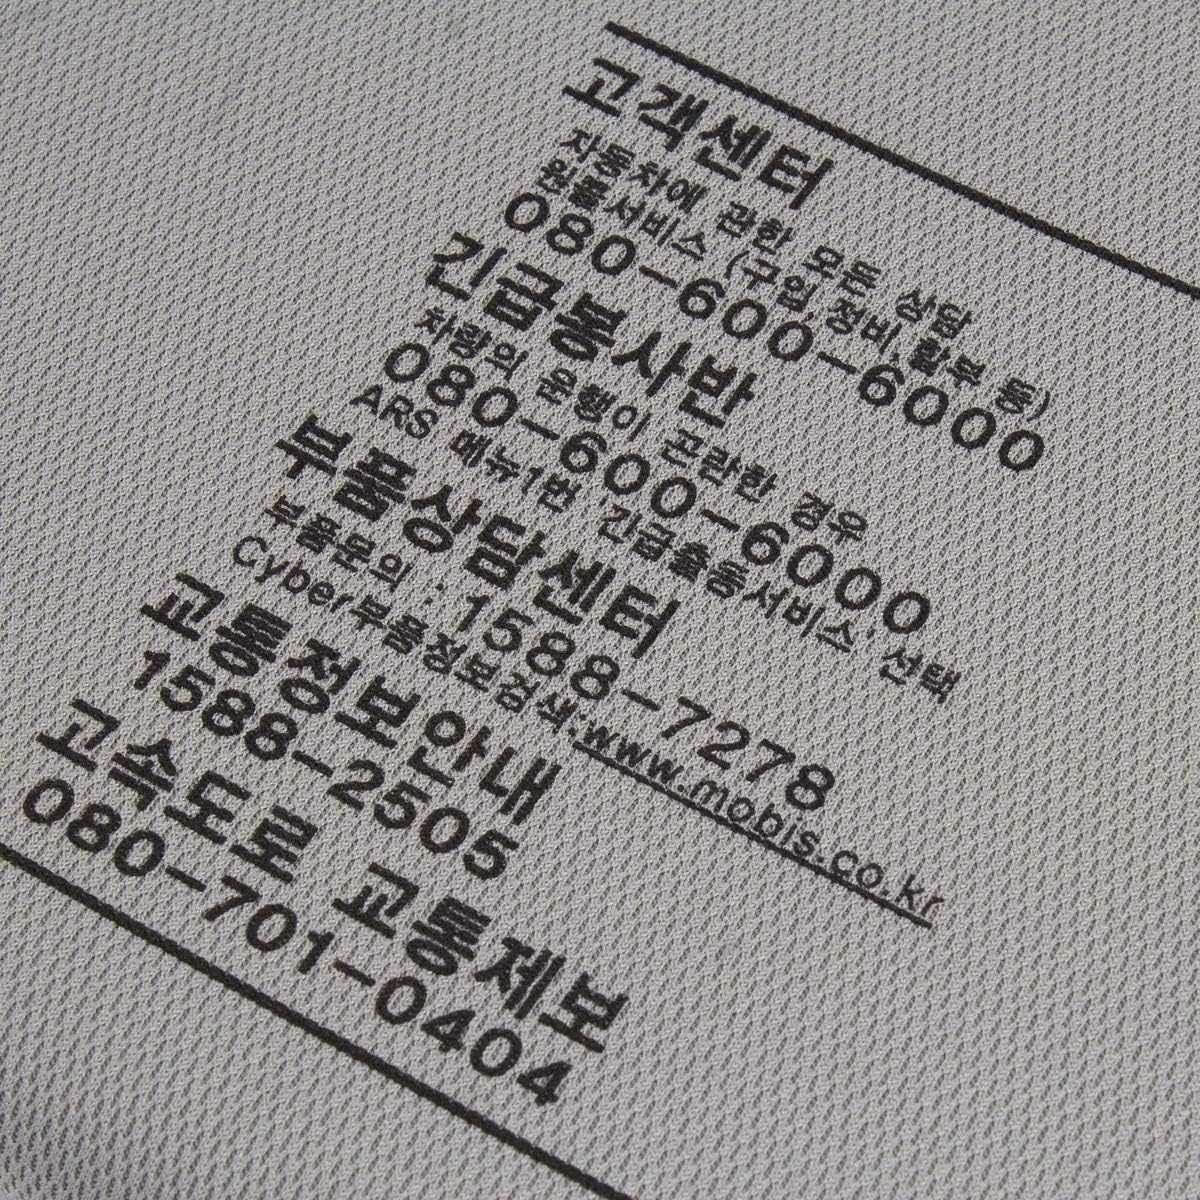 고객센터
자동차에 관한 모든 상담
원폴서비스 (구입,정비,할부 등)
080-600-6000
긴급봉사반
차량의 운행이 곤란한 경우
080-600-6000
ARS 메뉴1번 긴급출동서비스 선택
부품상담센터
부품문의 : 1588-7278
Cyber부품정보검색:www.mobis.co.kr
교통정보안내
1588-2505
고속도로 교통제보
080-701-0404